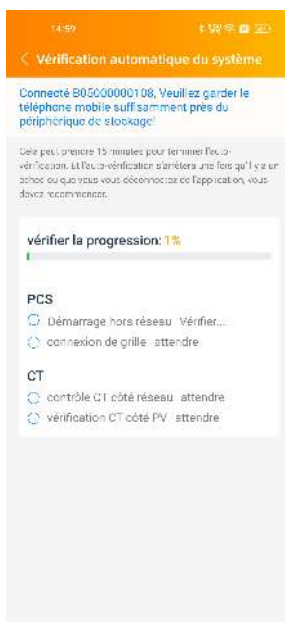 14:59
Vérification automatique du système
Connecté B05000000108, Veuillez garder le
téléphone mobile suffisamment près du
périphérique de stockage!
Cela peut prendre 15 minutes pour terminer l'auto-
vérification. Et l'auto-vérification s'arrêtera une fois qu'il y a un
échec ou que vous vous déconnectez de l'application, vous
devez recommencer.
vérifier la progression: 1%
PCS
Démarrage hors réseau Vérifier...
connexion de grille attendre
CT
contrôle CT côté réseau attendre
vérification CT côté PV attendre